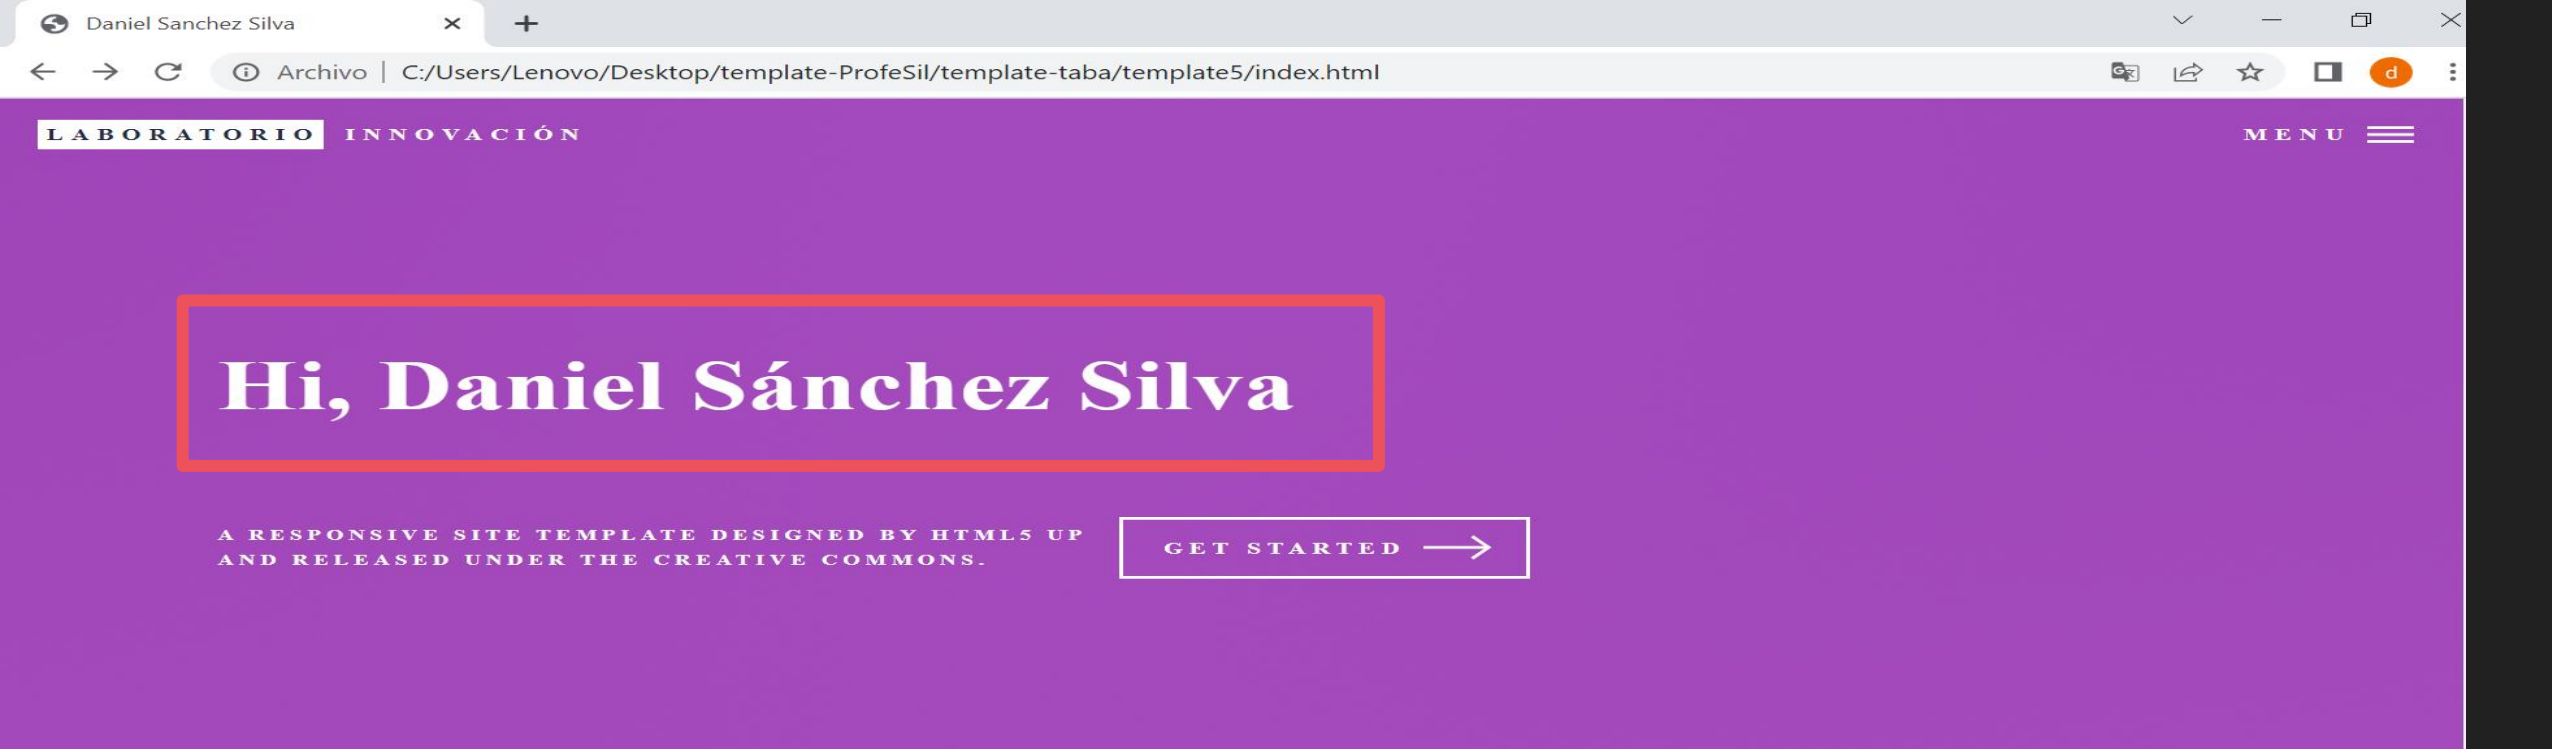 Daniel Sanchez Silva
Archivo | C:/Users/Lenovo/Desktop/template-ProfeSil/template-taba/template5/index.html
d
LABORATORIO INNOVACIÓN
MENU
Hi, Daniel Sánchez Silva
A RESPONSIVE SITE TEMPLATE DESIGNED BY HTML5 UP
AND RELEASED UNDER THE CREATIVE COMMONS.
GET STARTED